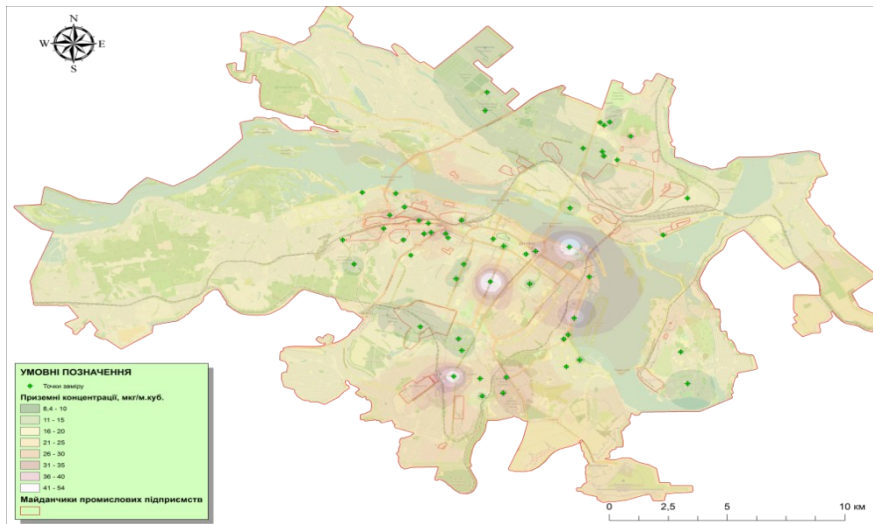 N
W E
S
УМОВНІ ПОЗНАЧЕННЯ
Точки заміру
Приземні концентрації, мкг/м.куб.
8,4 - 10
11 - 15
16 - 20
21 - 25
26 - 30
31 - 35
36 - 40
41 - 54
Майданчики промислових підприємств
0 2,5 5 10 км